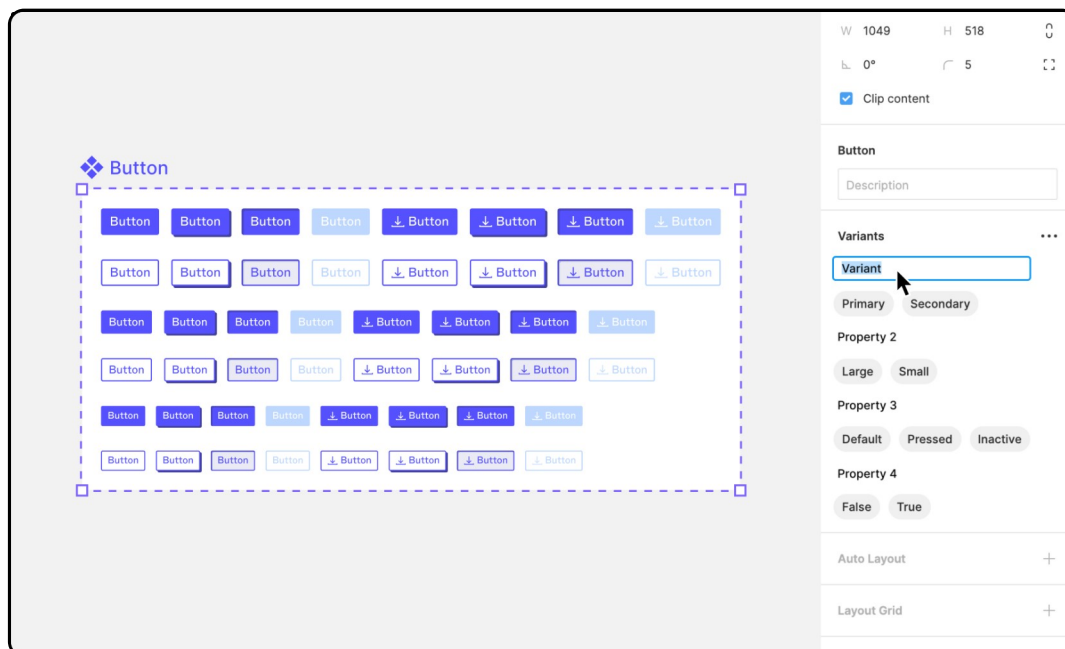 W 1049 H 518
0° 5
Clip content
Button
Description
Variants
Variant
Primary Secondary
Property 2
Large Small
Property 3
Default Pressed Inactive
Property 4
False True
Auto Layout
Layout Grid
Button
Button Button Button Button Button Button Button Button
Button Button Button Button Button Button Button Button
Button Button Button Button Button Button Button Button
Button Button Button Button Button Button Button Button
Button Button Button Button Button Button Button Button
Button Button Button Button Button Button Button Button